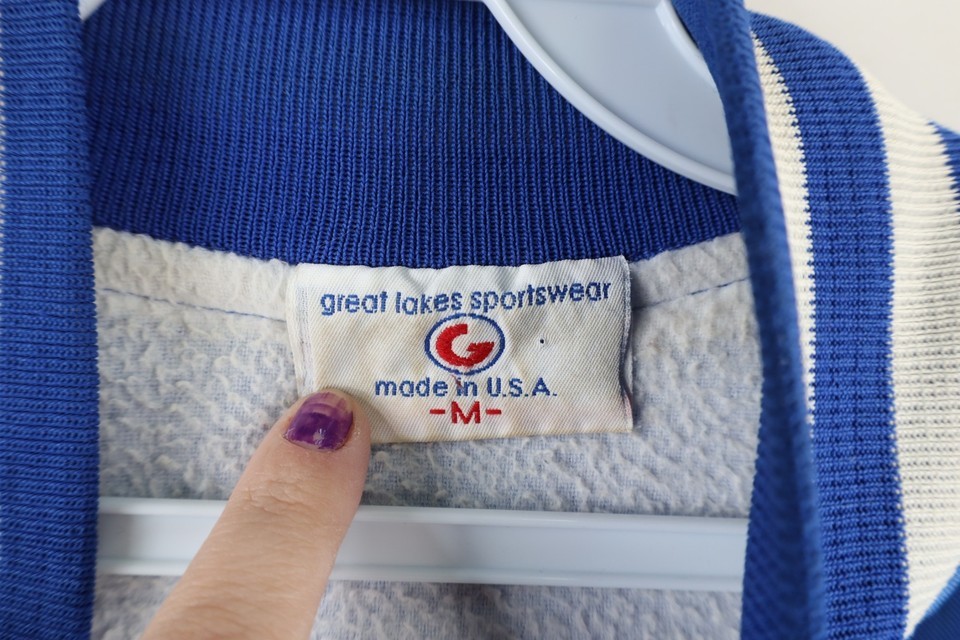 great lakes sportswear
G
made in U.S.A.
-M-